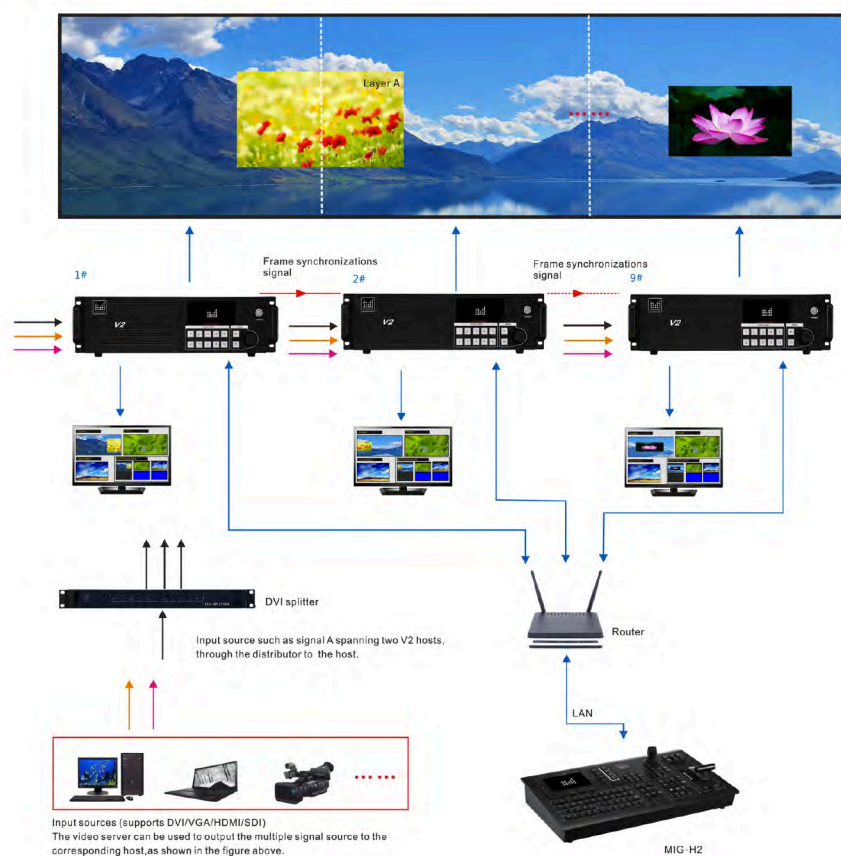 Layer A
Frame synchronizations
signal
Frame synchronizations
signal
1#
2#
9#
V2
V2
V2
DVI splitter
Input source such as signal A spanning two V2 hosts,
through the distributor to the host.
Router
LAN
Input sources (supports DVI/VGA/HDMI/SDI)
The video server can be used to output the multiple signal source to the
corresponding host,as shown in the figure above.
MIG-H2